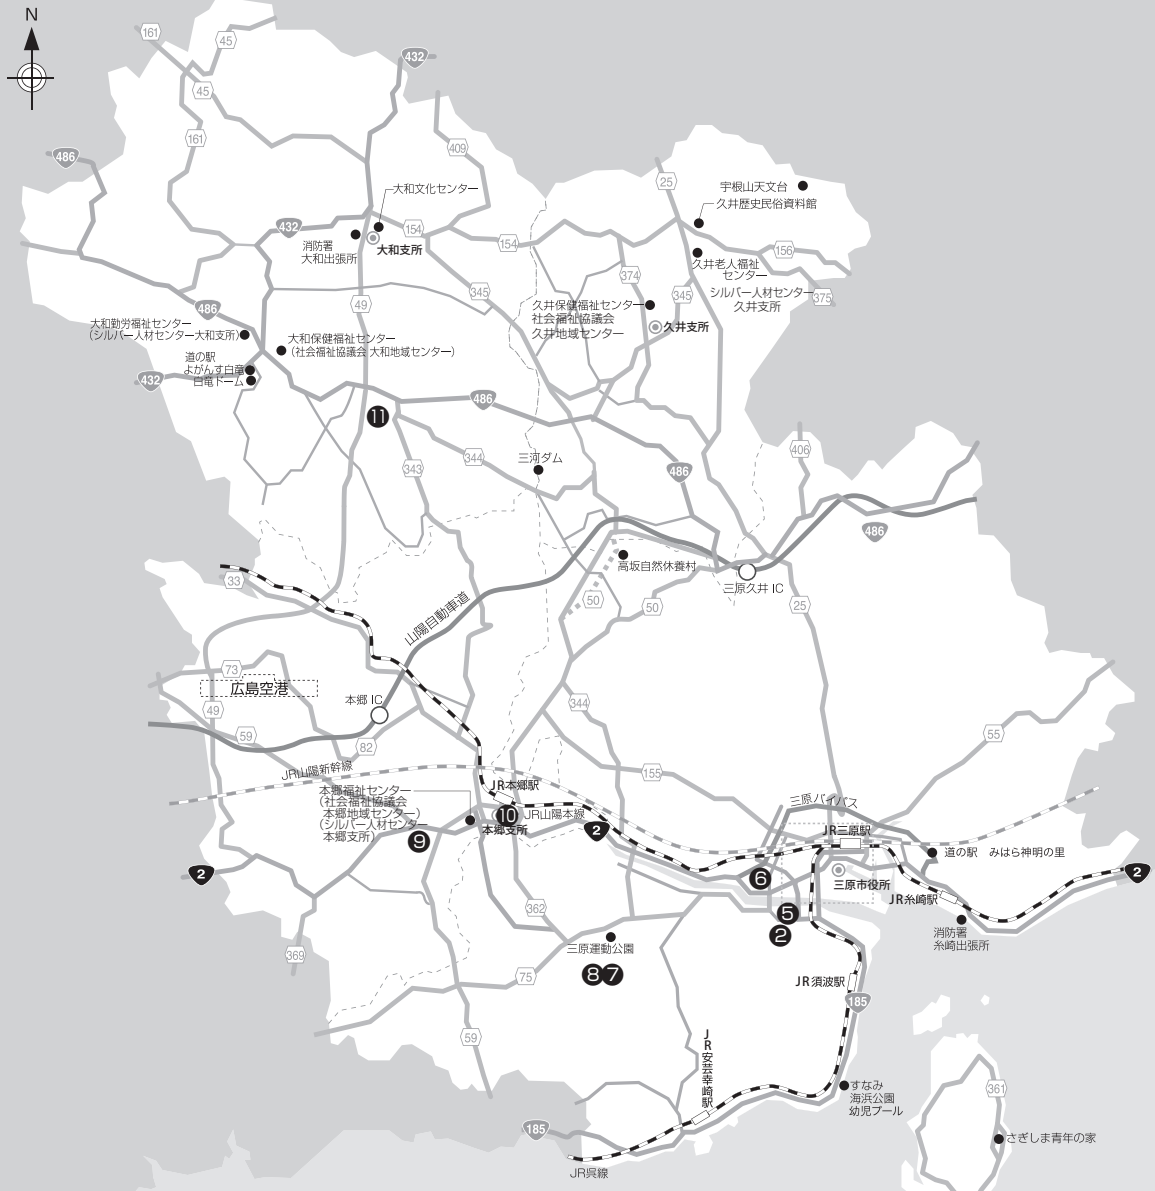 N
161
45
432
45
161
409
486
25
宇根山天文台
大和文化センター
久井歴史民俗資料館
432
154
消防署
大和出張所
大和支所
154
156
久井老人福祉
センター
374
345
345
シルバー人材センター
久井支所
375
49
久井保健福祉センター
社会福祉協議会
久井地域センター
久井支所
486
大和勤労福祉センター
(シルバー人材センター大和支所)
大和保健福祉センター
(社会福祉協議会 大和地域センター)
道の駅
よがんす白竜
白竜ドーム
432
486
11
343
344
三河ダム
486
406
486
高坂自然休養村
三原久井 IC
33
50
50
25
山陽自動車道
73
広島空港
本郷 IC
49
344
59
82
55
JR山陽新幹線
155
JR本郷駅
本郷福祉センター
(社会福祉協議会
本郷地域センター)
(シルバー人材センター
本郷支所)
10
JR山陽本線
本郷支所
三原バイパス
2
JR三原駅
9
道の駅 みはら神明の里
2
6
三原市役所
2
JR糸崎駅
362
5
2
消防署
糸崎出張所
三原運動公園
369
8
7
75
JR須波駅
185
59
JR安芸幸崎駅
すなみ
海浜公園
幼児プール
361
185
さぎしま青年の家
JR呉線